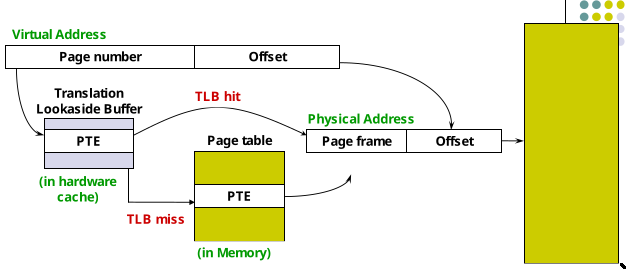 Virtual Address
Page number
Offset
Translation
Lookaside Buffer
TLB hit
Physical Address
PTE
Page table
Page frame
Offset
(in hardware
cache)
PTE
TLB miss
(in Memory)